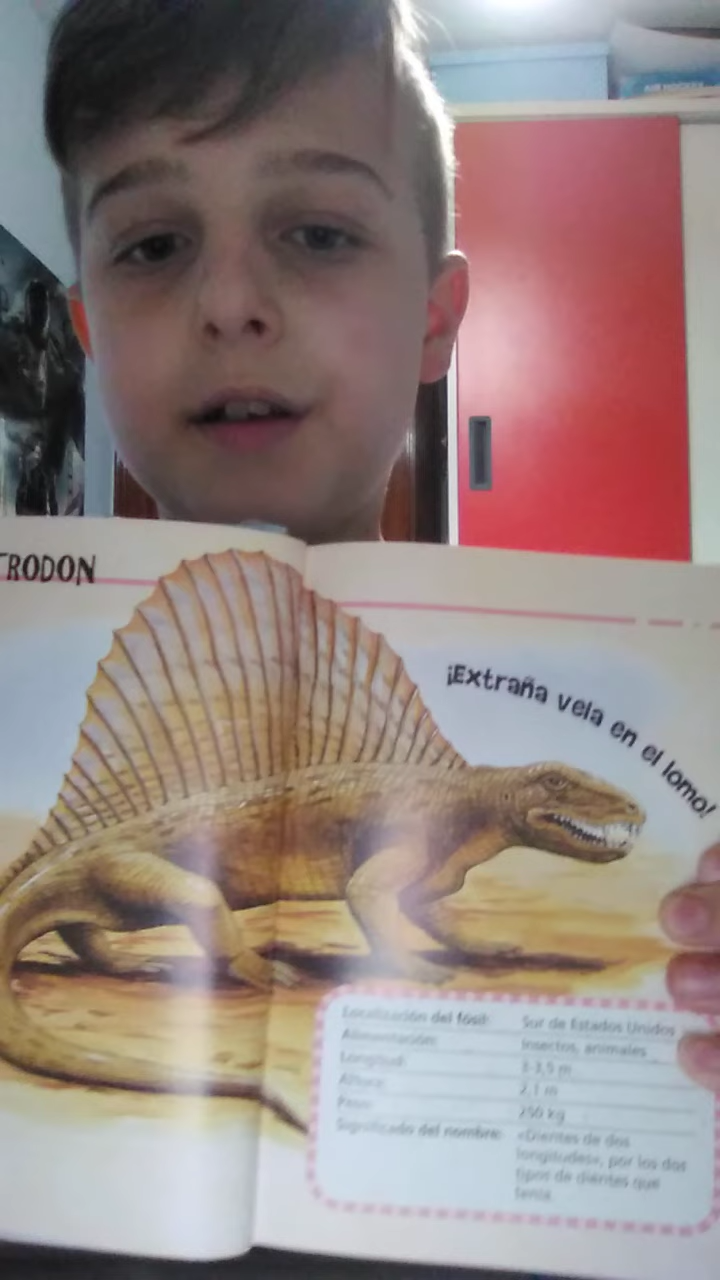 TRODON
¡Extraña vela en el lomo!
Localización del fósil: Sur de Estados Unidos
Alimentación: Insectos, animales
Longitud: 3-3,5 m
Altura: 2,1 m
Peso: 250 kg
Significado del nombre: «Dientes de dos
longitudes», por los dos
tipos de dientes que
tenía